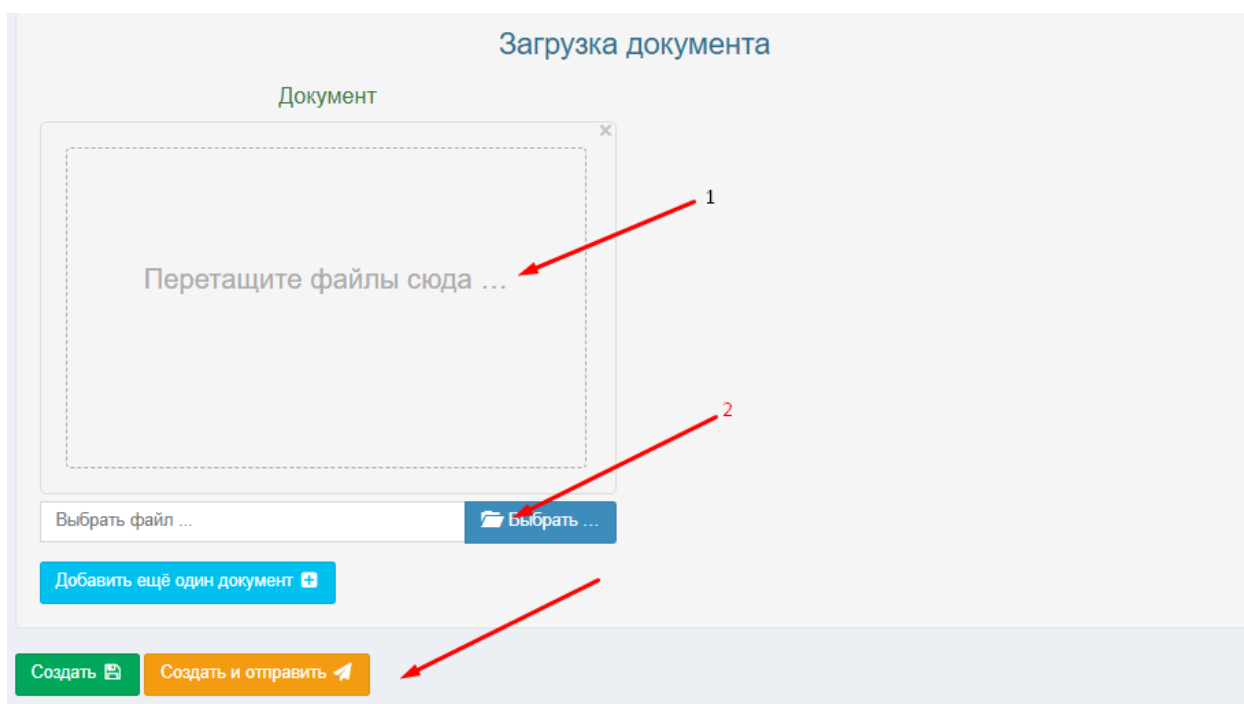 Загрузка документа
Документ
×
1
Перетащите файлы сюда …
2
Выбрать файл ...
Выбрать ...
Добавить ещё один документ
Создать
Создать и отправить